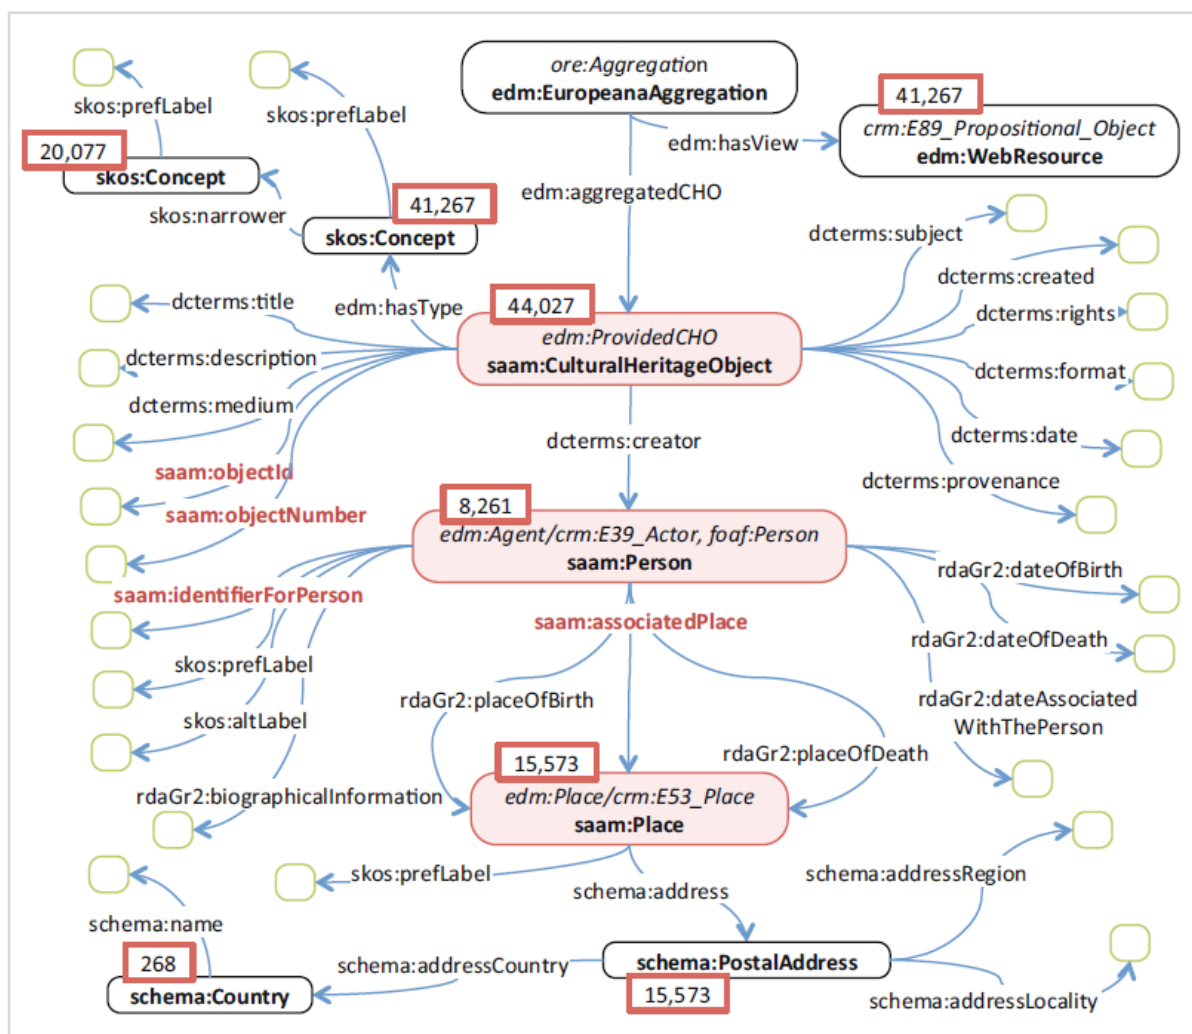 ore:Aggregation
edm:EuropeanaAggregation
skos:prefLabel
skos:prefLabel
41,267
crm:E89_Propositional_Object
edm:WebResource
edm:hasView
20,077
skos:Concept
edm:aggregatedCHO
skos:narrower
41,267
skos:Concept
dcterms:subject
dcterms:created
dcterms:title
edm:hasType
44,027
edm:ProvidedCHO
saam:CulturalHeritageObject
dcterms:rights
dcterms:description
dcterms:format
dcterms:medium
dcterms:creator
dcterms:date
saam:objectId
dcterms:provenance
saam:objectNumber
8,261
edm:Agent/crm:E39_Actor, foaf:Person
saam:Person
rdaGr2:dateOfBirth
saam:identifierForPerson
saam:associatedPlace
rdaGr2:dateOfDeath
skos:prefLabel
rdaGr2:placeOfBirth
rdaGr2:dateAssociated
WithThePerson
skos:altLabel
rdaGr2:placeOfDeath
15,573
edm:Place/crm:E53_Place
saam:Place
rdaGr2:biographicalInformation
skos:prefLabel
schema:address
schema:addressRegion
schema:name
268
schema:Country
schema:addressCountry
schema:PostalAddress
15,573
schema:addressLocality